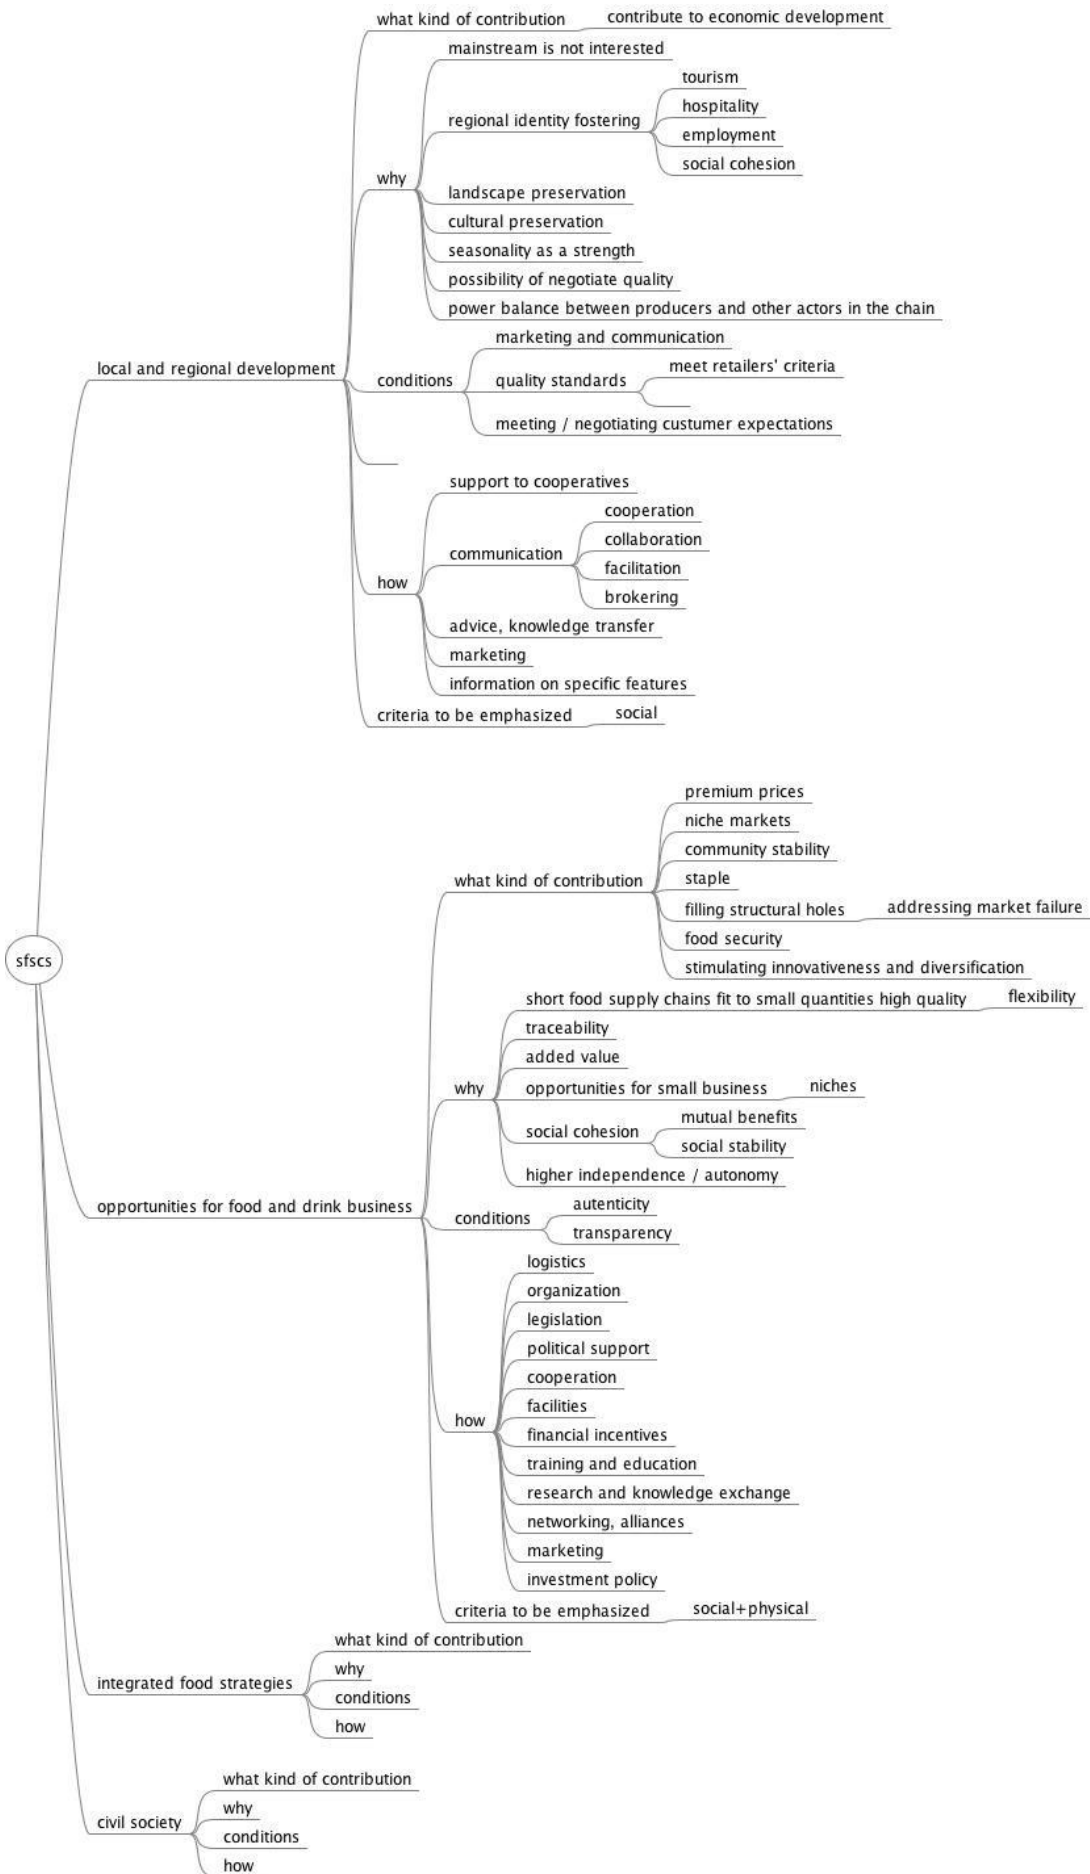 what kind of contribution
contribute to economic development
mainstream is not interested
tourism
hospitality
regional identity fostering
employment
social cohesion
why
landscape preservation
cultural preservation
seasonality as a strength
possibility of negotiate quality
power balance between producers and other actors in the chain
marketing and communication
local and regional development
meet retailers' criteria
conditions
quality standards
meeting / negotiating custumer expectations
support to cooperatives
cooperation
collaboration
communication
facilitation
how
brokering
advice, knowledge transfer
marketing
information on specific features
criteria to be emphasized
social
premium prices
niche markets
community stability
what kind of contribution
staple
filling structural holes
addressing market failure
food security
sfscs
stimulating innovativeness and diversification
short food supply chains fit to small quantities high quality
flexibility
traceability
added value
why
opportunities for small business
niches
mutual benefits
social cohesion
social stability
higher independence / autonomy
opportunities for food and drink business
autenticity
conditions
transparency
logistics
organization
legislation
political support
cooperation
facilities
how
financial incentives
training and education
research and knowledge exchange
networking, alliances
marketing
investment policy
criteria to be emphasized
social+physical
what kind of contribution
why
integrated food strategies
conditions
how
what kind of contribution
why
civil society
conditions
how